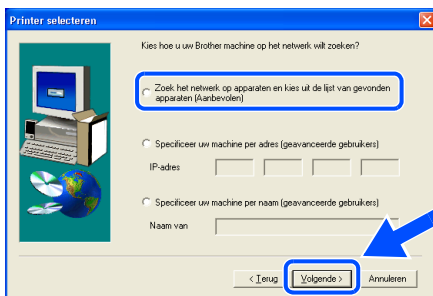 Printer selecteren
Kies hoe u uw Brother machine op het netwerk wilt zoeken?
Zoek het netwerk op apparaten en kies uit de lijst van gevonden
apparaten (Aanbevolen)
Specificeer uw machine per adres (geavanceerde gebruikers)
IP-adres
Specificeer uw machine per naam (geavanceerde gebruikers)
Naam van
< Terug
Volgende >
Annuleren